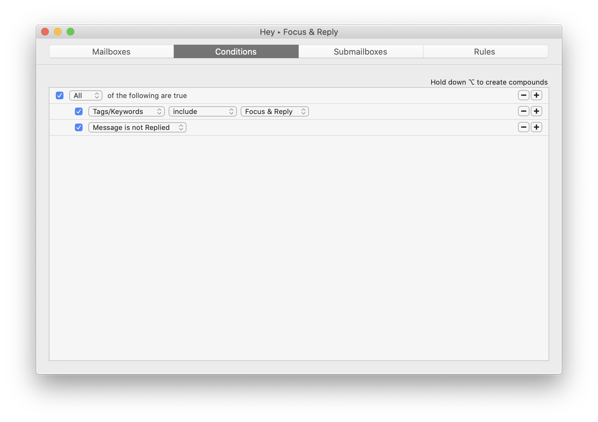 Hey ▸ Focus & Reply
Mailboxes Conditions Submailboxes Rules
Hold down ⌥ to create compounds
All of the following are true
Tags/Keywords include Focus & Reply
Message is not Replied